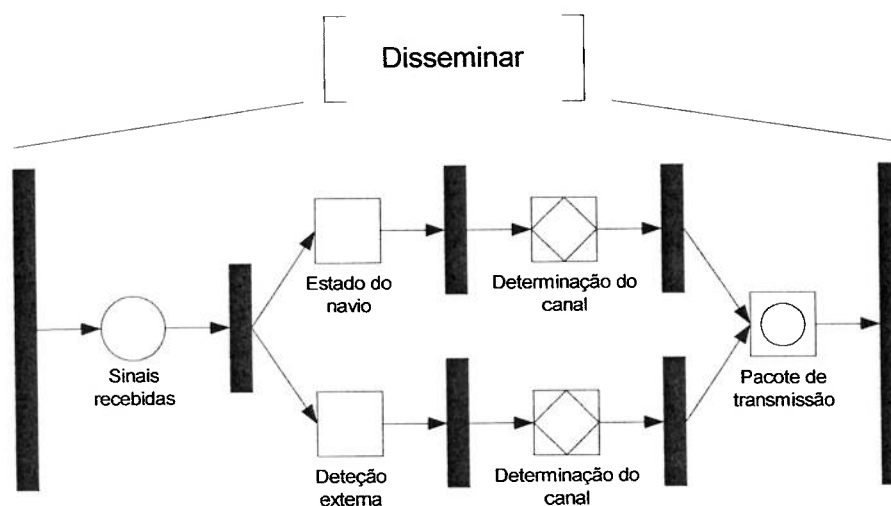 Disseminar
Sinais
recebidas
Estado do
navio
Determinação do
canal
Deteção
externa
Determinação do
canal
Pacote de
transmissão